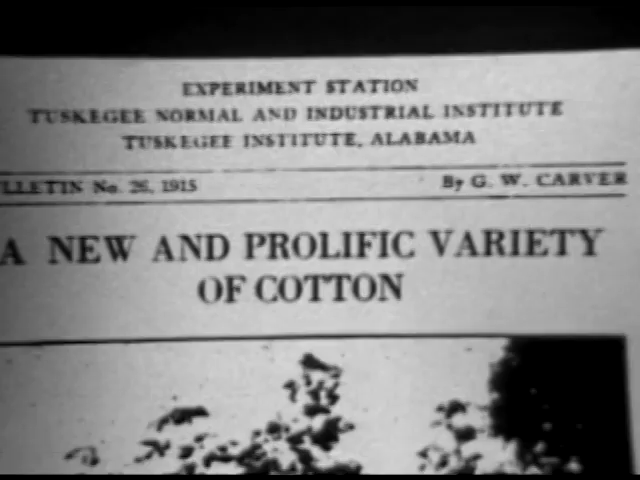 EXPERIMENT STATION
TUSKEGEE NORMAL AND INDUSTRIAL INSTITUTE
TUSKEGEE INSTITUTE, ALABAMA
LLETIN No. 26, 1915 By G. W. CARVER
A NEW AND PROLIFIC VARIETY
OF COTTON